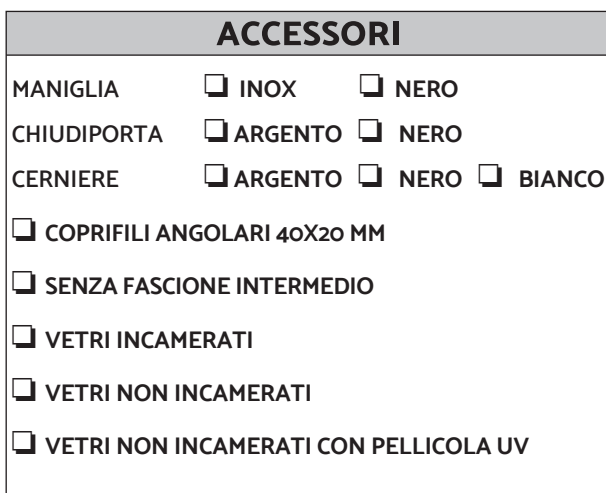 ACCESSORI
MANIGLIA ❏ INOX ❏ NERO
CHIUDIPORTA ❏ ARGENTO ❏ NERO
CERNIERE ❏ ARGENTO ❏ NERO ❏ BIANCO
❏ COPRIFILI ANGOLARI 40X20 MM
❏ SENZA FASCIONE INTERMEDIO
❏ VETRI INCAMERATI
❏ VETRI NON INCAMERATI
❏ VETRI NON INCAMERATI CON PELLICOLA UV